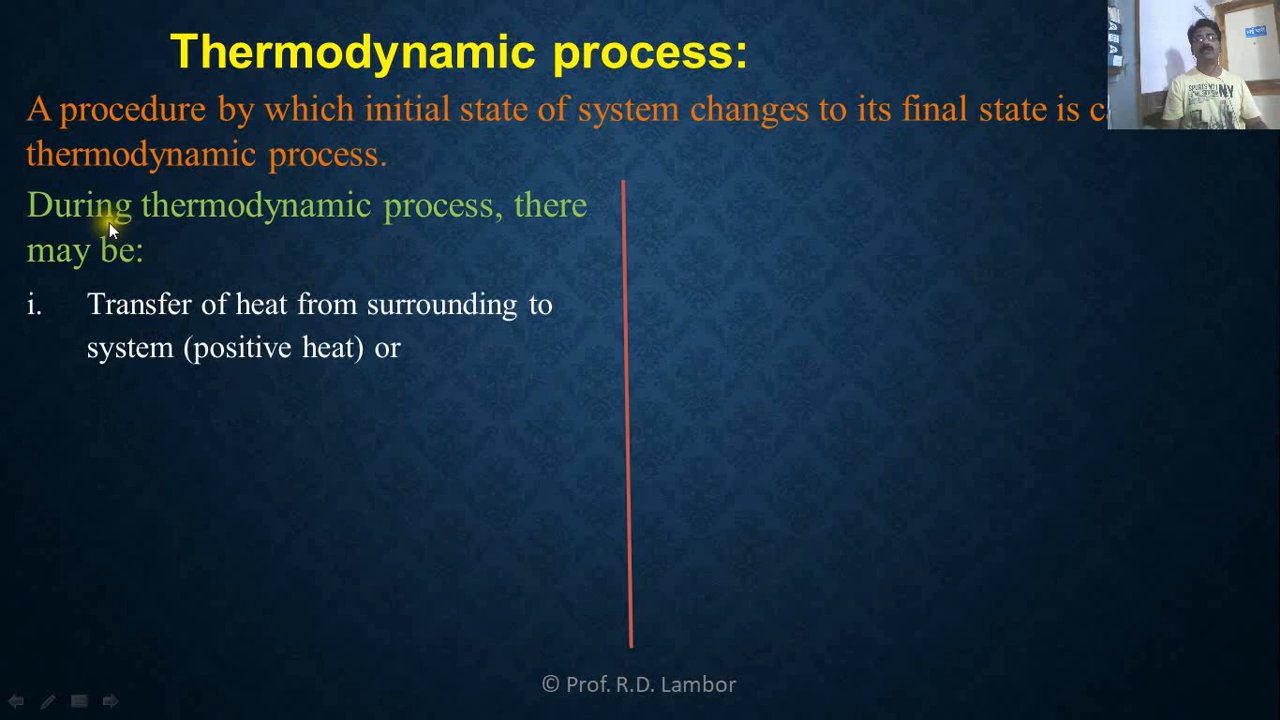 Thermodynamic process:
A procedure by which initial state of system changes to its final state is
thermodynamic process.
During thermodynamic process, there
may be:
i. Transfer of heat from surrounding to
system (positive heat) or
© Prof. R.D. Lambor